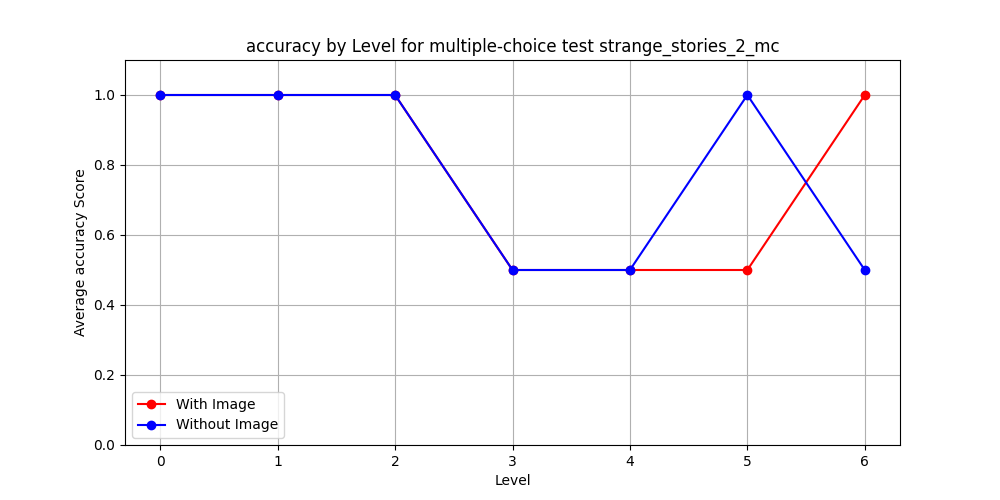 accuracy by Level for multiple-choice test strange_stories_2_mc
Average accuracy Score
1.0
0.8
0.6
0.4
0.2
0.0
With Image
Without Image
0 1 2 3 4 5 6
Level